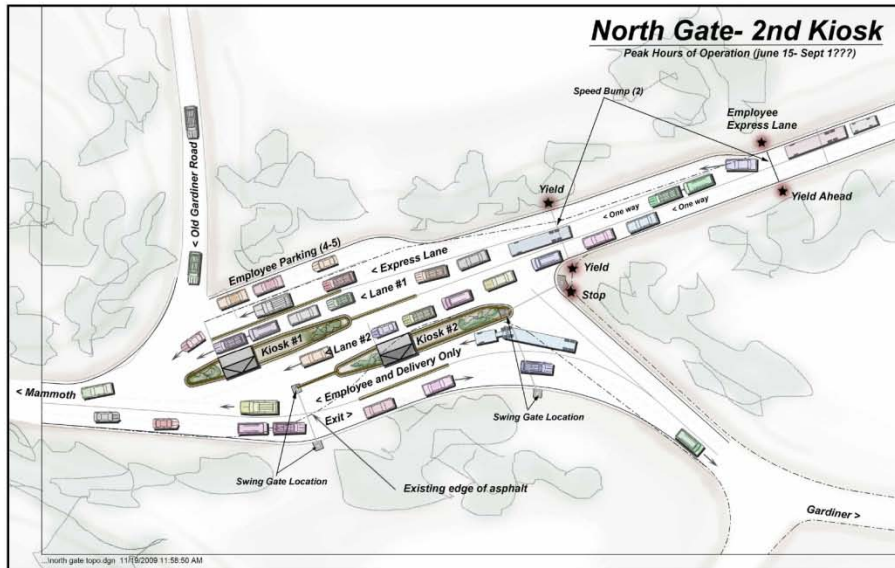 North Gate- 2nd Kiosk
Peak Hours of Operation (june 15- Sept 1???)
Speed Bump (2)
Employee
Express Lane
Yield
Yield Ahead
< One way
< One way
< Old Gardiner Road
Employee Parking (4-5)
< Express Lane
< Lane #1
Yield
Stop
Kiosk #1
< Lane #2
Kiosk #2
< Mammoth
< Employee and Delivery Only
Exit >
Swing Gate Location
Swing Gate Location
Existing edge of asphalt
Gardiner >
...\north gate topo.dgn 11/19/2009 11:58:50 AM